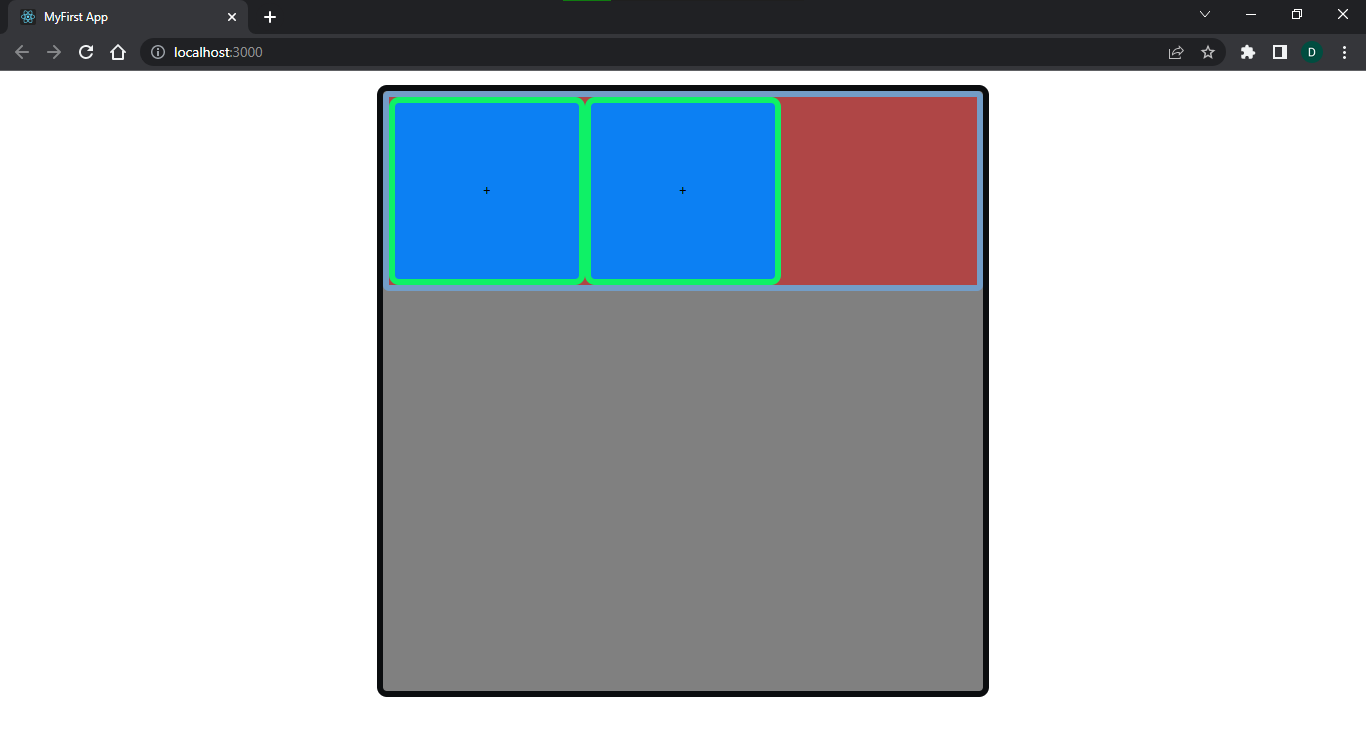 MyFirst App
localhost:3000
D
+ +